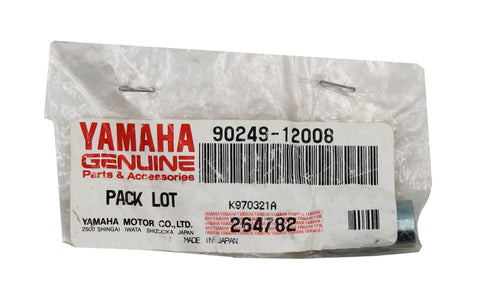 YAMAHA 90249-12008
GENUINE
Parts & Accessories
PACK LOT K970321A
264782
YAMAHA MOTOR CO., LTD.
2500 SHINGAI IWATA SHIZUOKA JAPAN
MADE IN JAPAN